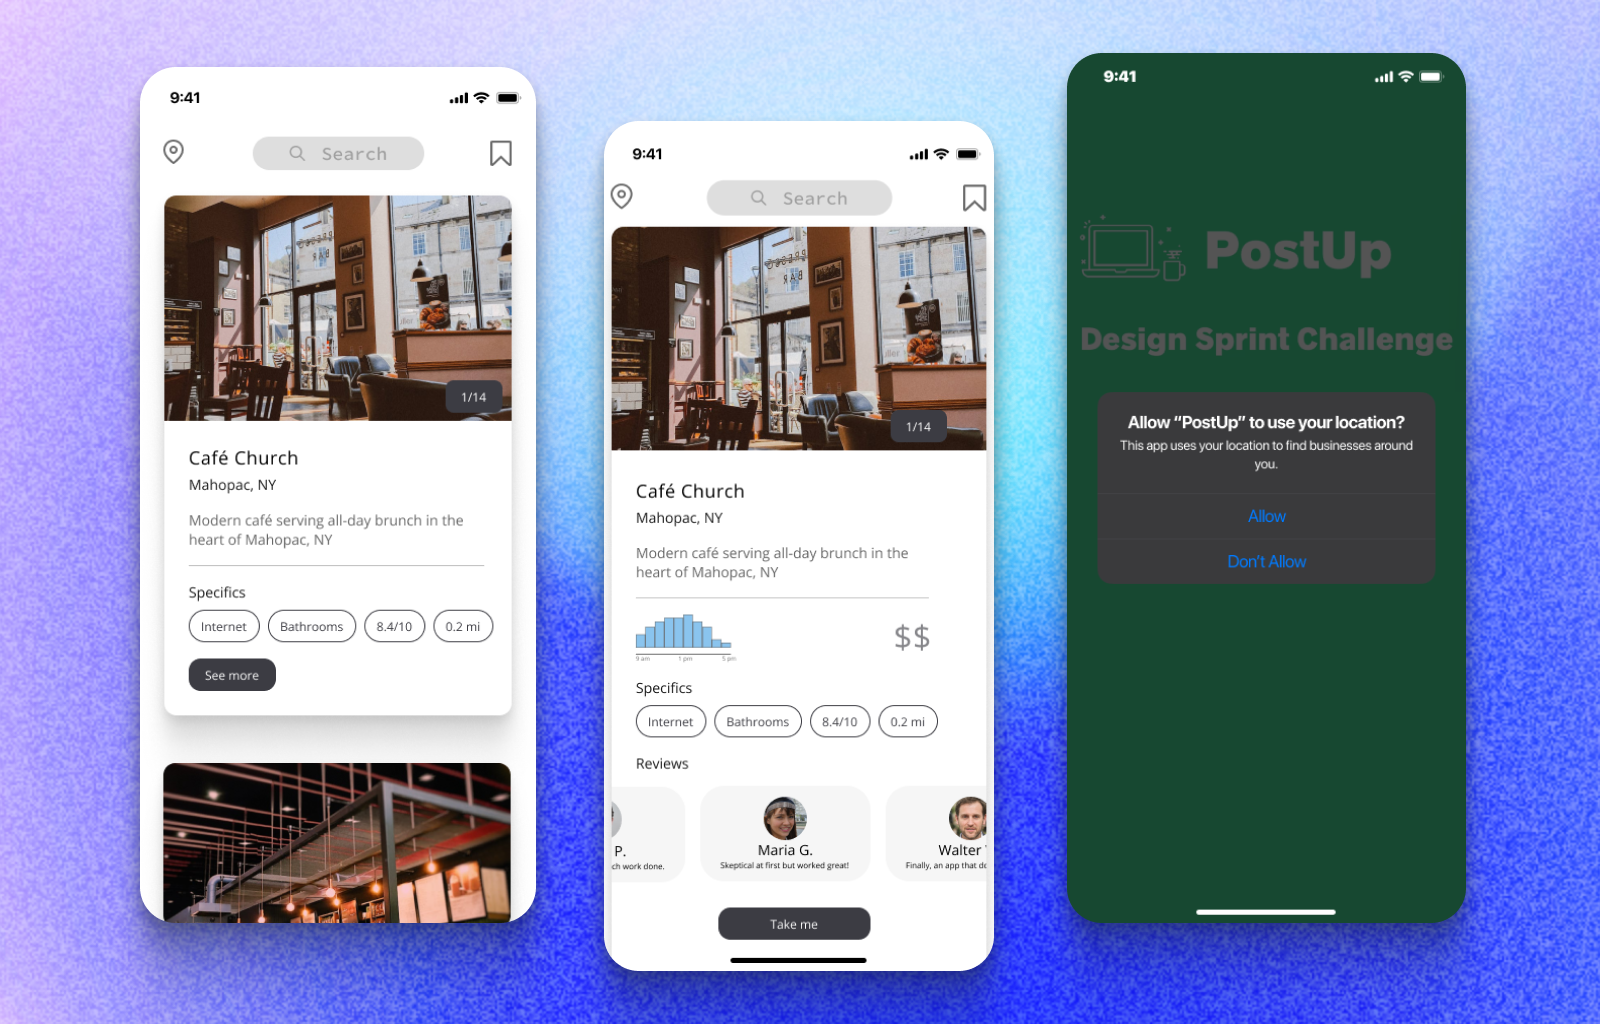 9:41
Search
1/14
Café Church
Mahopac, NY
Modern café serving all-day brunch in the
heart of Mahopac, NY
Specifics
Internet
Bathrooms
8.4/10
0.2 mi
See more
9:41
Search
1/14
Café Church
Mahopac, NY
Modern café serving all-day brunch in the
heart of Mahopac, NY
9 am
1 pm
5 pm
$$
Specifics
Internet
Bathrooms
8.4/10
0.2 mi
Reviews
P.
work done.
Maria G.
Skeptical at first but worked great!
Walter
Finally, an app that
Take me
9:41
PostUp
Design Sprint Challenge
Allow “PostUp” to use your location?
This app uses your location to find businesses around
you.
Allow
Don't Allow